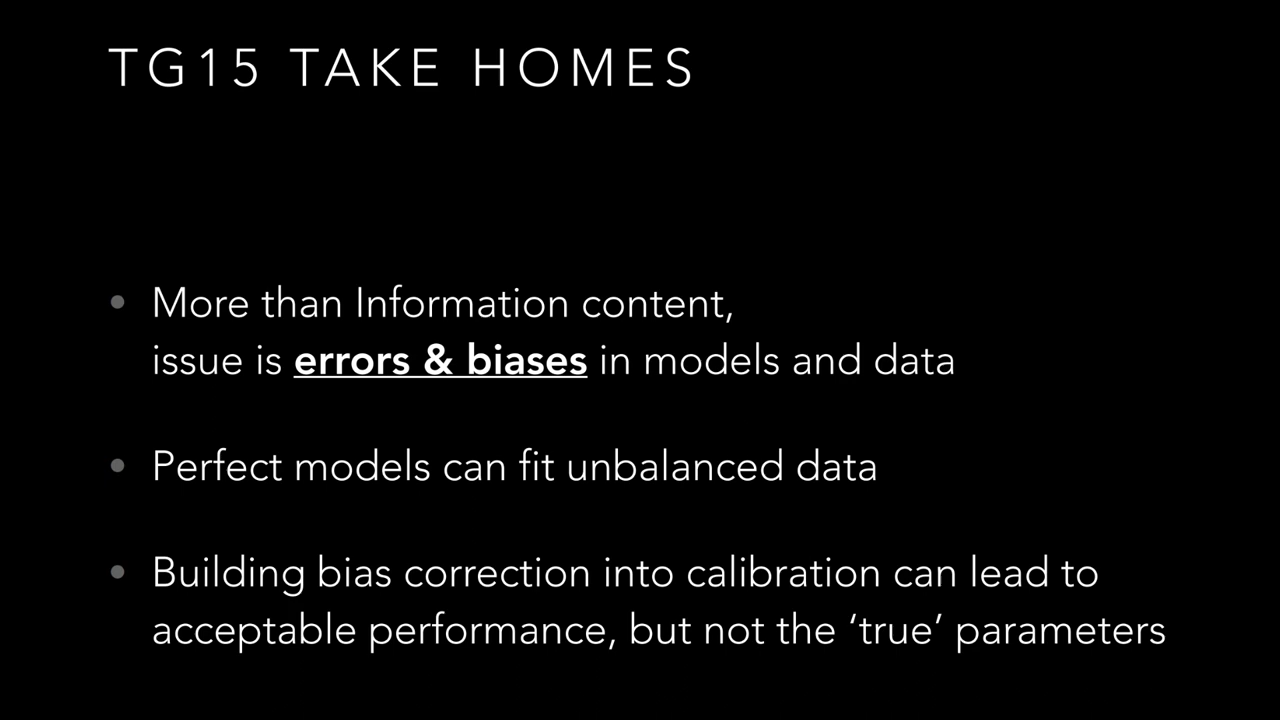 TG15 TAKE HOMES
• More than Information content,
issue is errors & biases in models and data
• Perfect models can fit unbalanced data
• Building bias correction into calibration can lead to
acceptable performance, but not the ‘true’ parameters